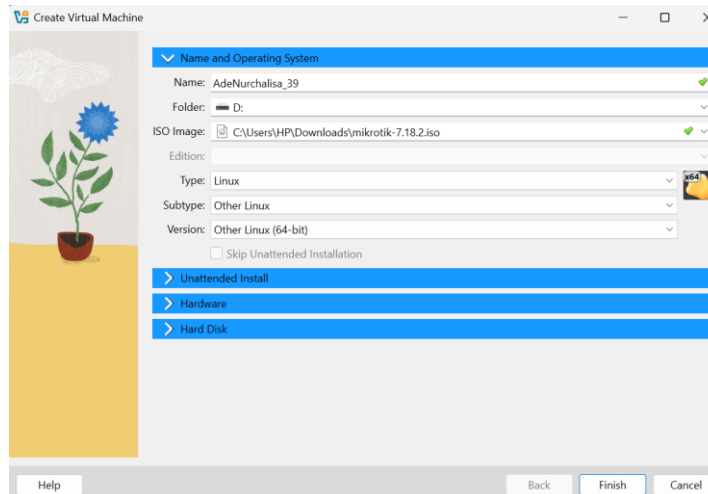 Create Virtual Machine
Name and Operating System
Name: AdeNurchalisa_39
Folder: D:
ISO Image: C:\Users\HP\Downloads\mikrotik-7.18.2.iso
Edition:
Type: Linux
x64
Subtype: Other Linux
Version: Other Linux (64-bit)
Skip Unattended Installation
Unattended Install
Hardware
Hard Disk
Help Back Finish Cancel